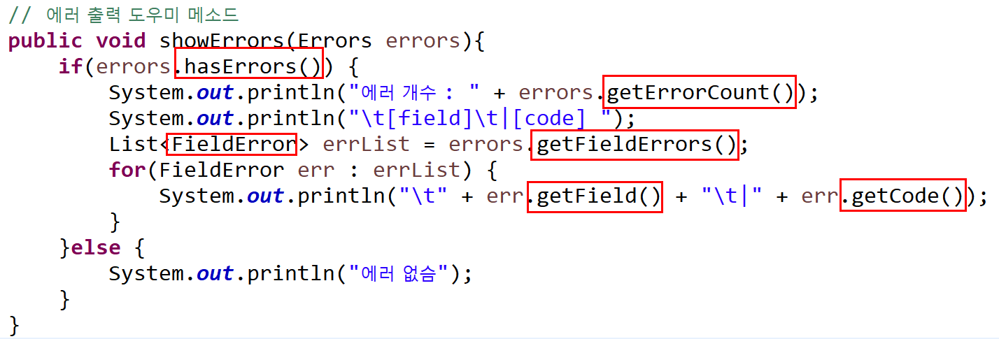 // 에러 출력 도우미 메소드
public void showErrors(Errors errors){
    if(errors.hasErrors()) {
        System.out.println("에러 개수 : " + errors.getErrorCount());
        System.out.println("\t[field]\t|[code] ");
        List<FieldError> errList = errors.getFieldErrors();
        for(FieldError err : errList) {
            System.out.println("\t" + err.getField() + "\t|" + err.getCode());
        }
    }else {
        System.out.println("에러 없슴");
    }
}